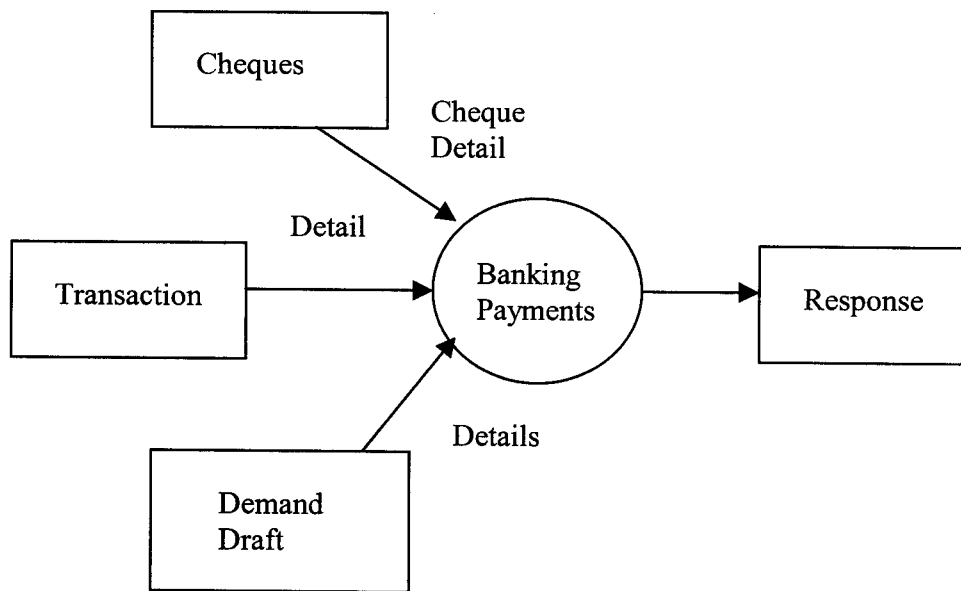 Cheques
Cheque
Detail
Detail
Transaction
Banking
Payments
Response
Details
Demand
Draft